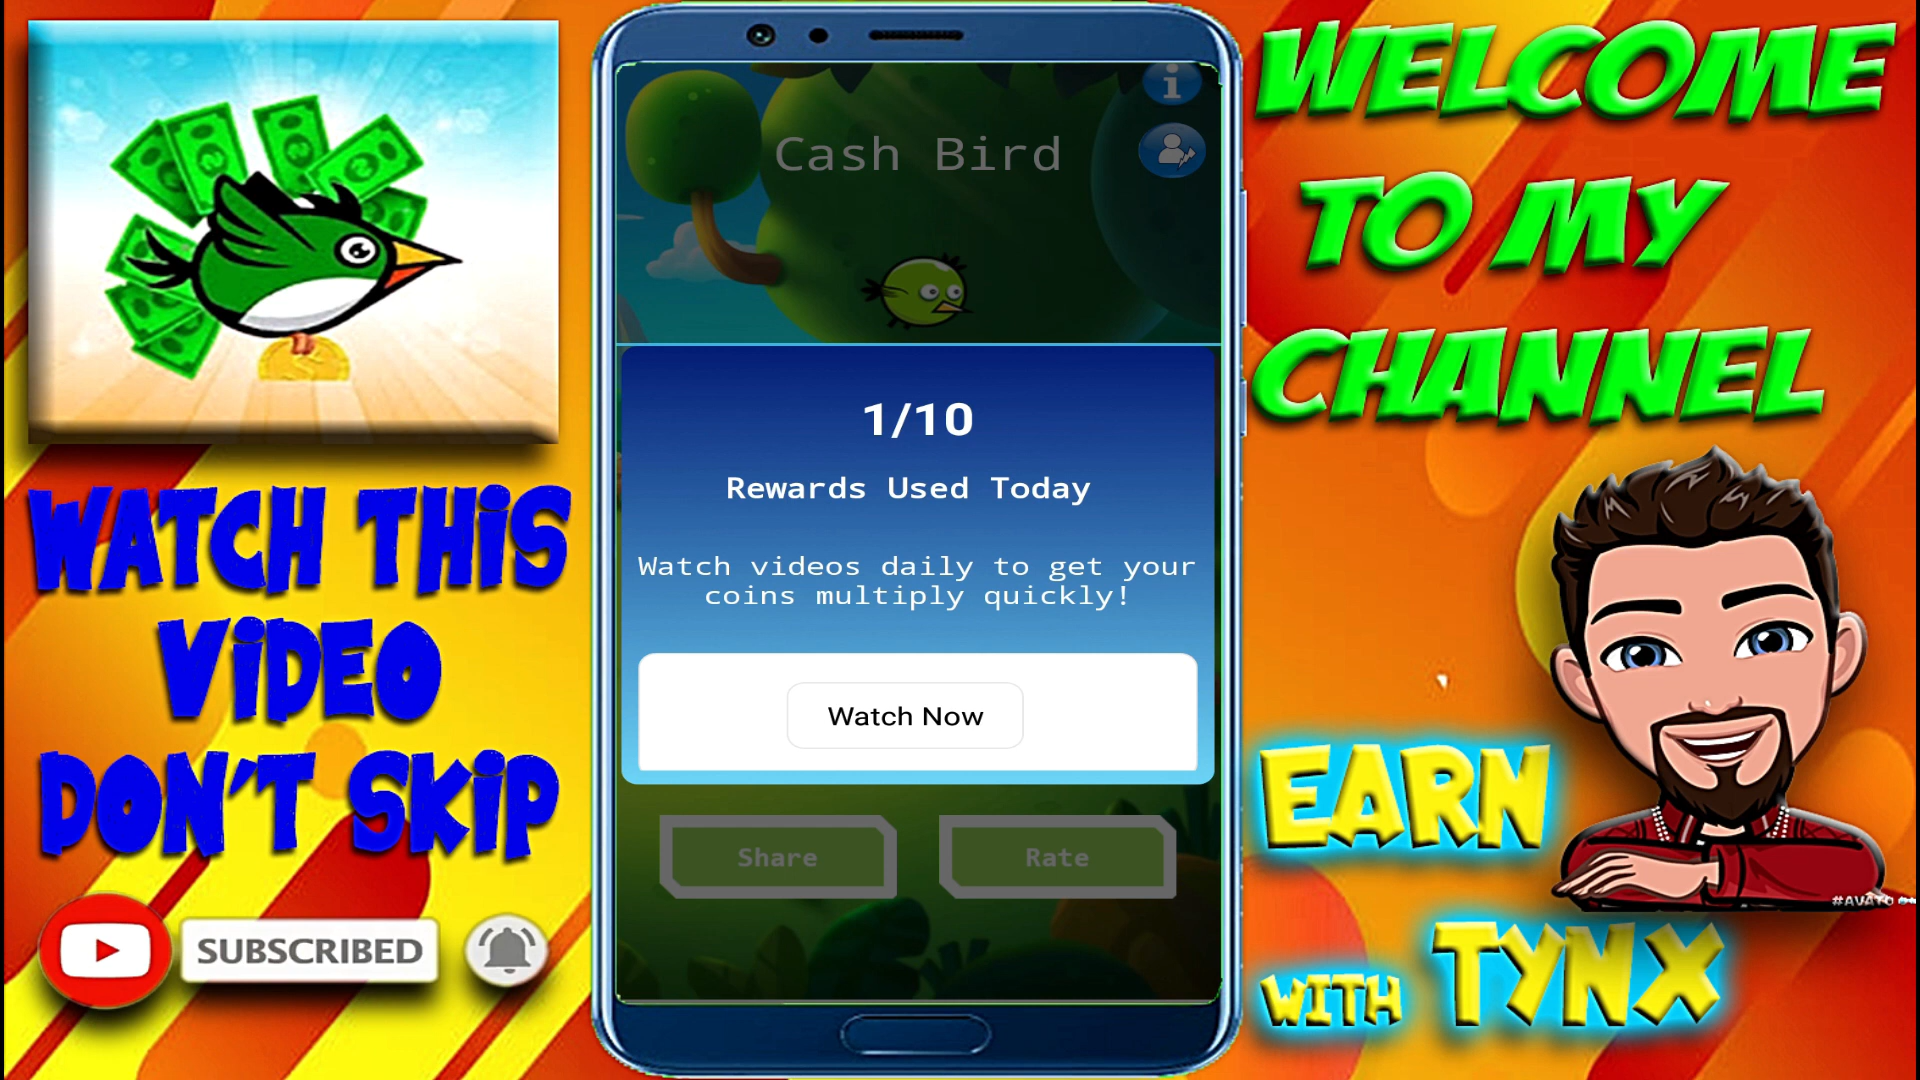 WELCOME
TO MY
CHANNEL
Cash Bird
1/10
Rewards Used Today
Watch videos daily to get your
coins multiply quickly!
Watch Now
Share
Rate
WATCH THiS
ViDEO
DON'T SKiP
SUBSCRIBED
EARN
WITH TYNX